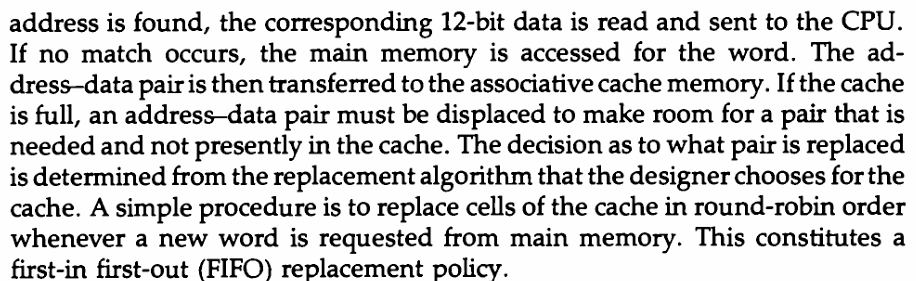 address is found, the corresponding 12-bit data is read and sent to the CPU.
If no match occurs, the main memory is accessed for the word. The ad-
dress–data pair is then transferred to the associative cache memory. If the cache
is full, an address–data pair must be displaced to make room for a pair that is
needed and not presently in the cache. The decision as to what pair is replaced
is determined from the replacement algorithm that the designer chooses for the
cache. A simple procedure is to replace cells of the cache in round-robin order
whenever a new word is requested from main memory. This constitutes a
first-in first-out (FIFO) replacement policy.